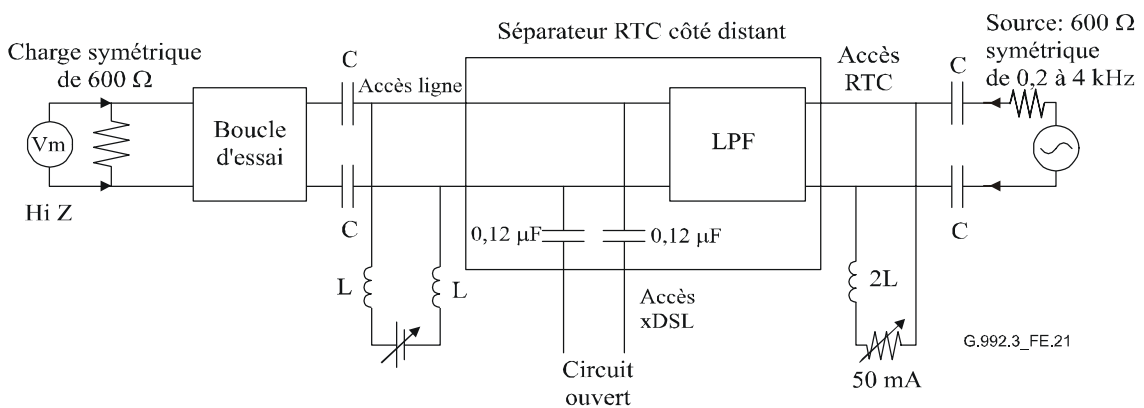 Séparateur RTC côté distant
Source: 600 Ω
symétrique
de 0,2 à 4 kHz
Charge symétrique
de 600 Ω
C
Accès ligne
Accès
RTC
C
Vm
Boucle
d'essai
LPF
Hi Z
C
C
0,12 µF
0,12 µF
L
L
Accès
xDSL
2L
G.992.3_FE.21
Circuit
ouvert
50 mA